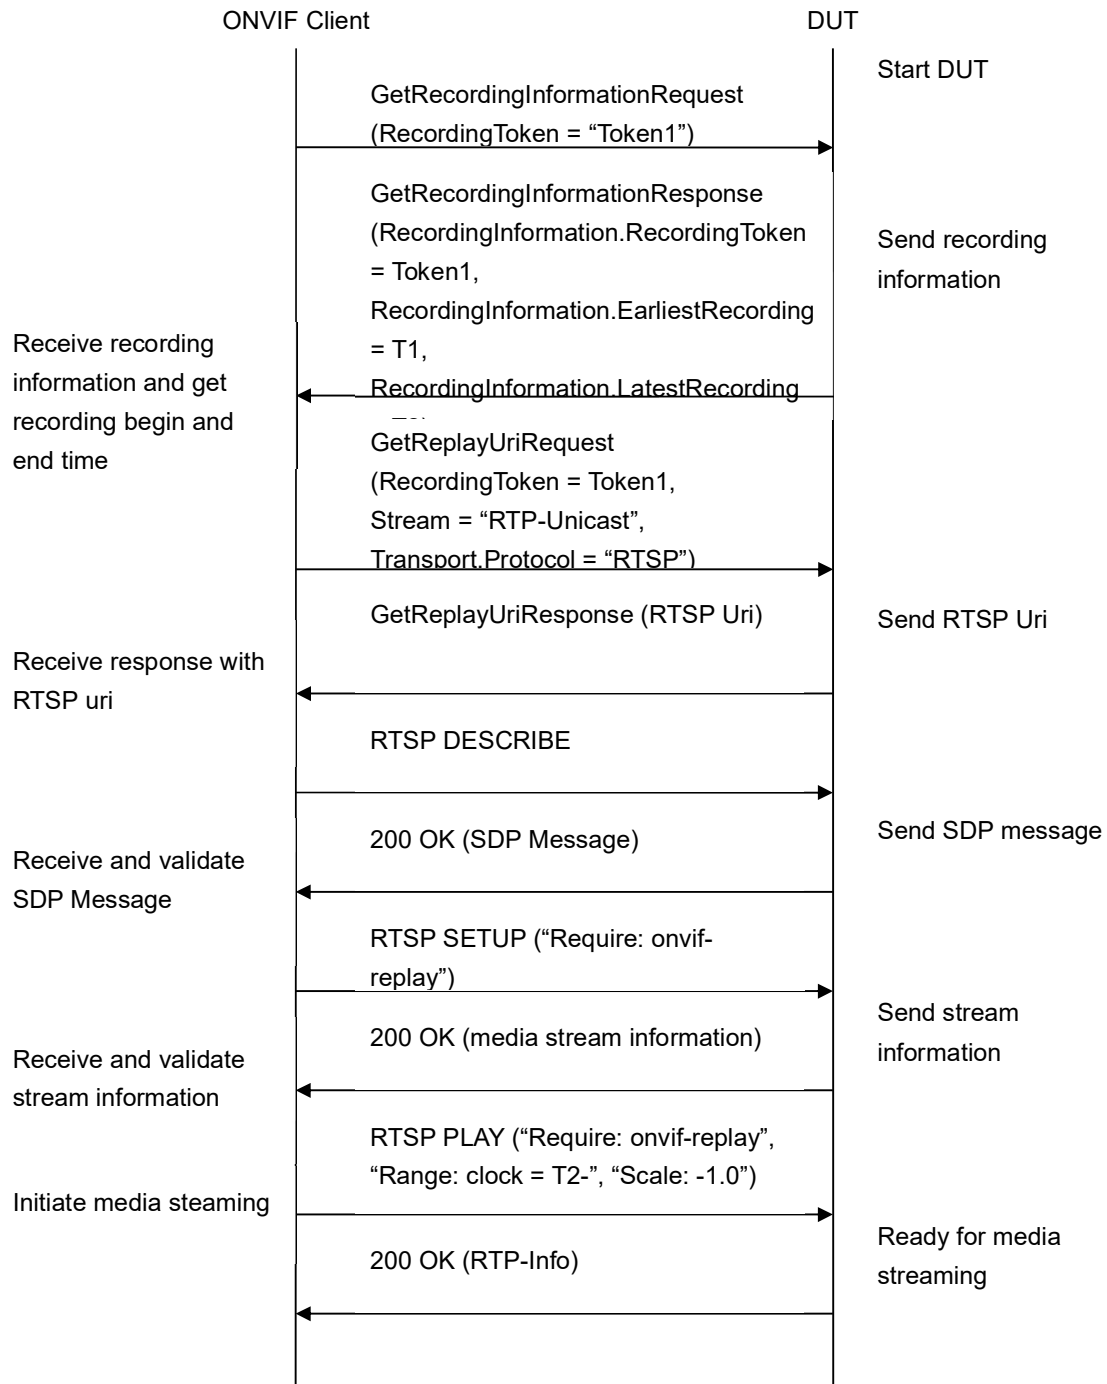 ONVIF Client
DUT
Start DUT
GetRecordingInformationRequest
(RecordingToken = “Token1”)
GetRecordingInformationResponse
(RecordingInformation.RecordingToken
= Token1,
RecordingInformation.EarliestRecording
= T1,
RecordingInformation.LatestRecording
Send recording
information
Receive recording
information and get
recording begin and
end time
GetReplayUriRequest
(RecordingToken = Token1,
Stream = “RTP-Unicast”,
Transport.Protocol = “RTSP”)
GetReplayUriResponse (RTSP Uri)
Send RTSP Uri
Receive response with
RTSP uri
RTSP DESCRIBE
200 OK (SDP Message)
Send SDP message
Receive and validate
SDP Message
RTSP SETUP (“Require: onvif-
replay”)
200 OK (media stream information)
Send stream
information
Receive and validate
stream information
RTSP PLAY (“Require: onvif-replay”,
“Range: clock = T2-”, “Scale: -1.0”)
Initiate media steaming
200 OK (RTP-Info)
Ready for media
streaming